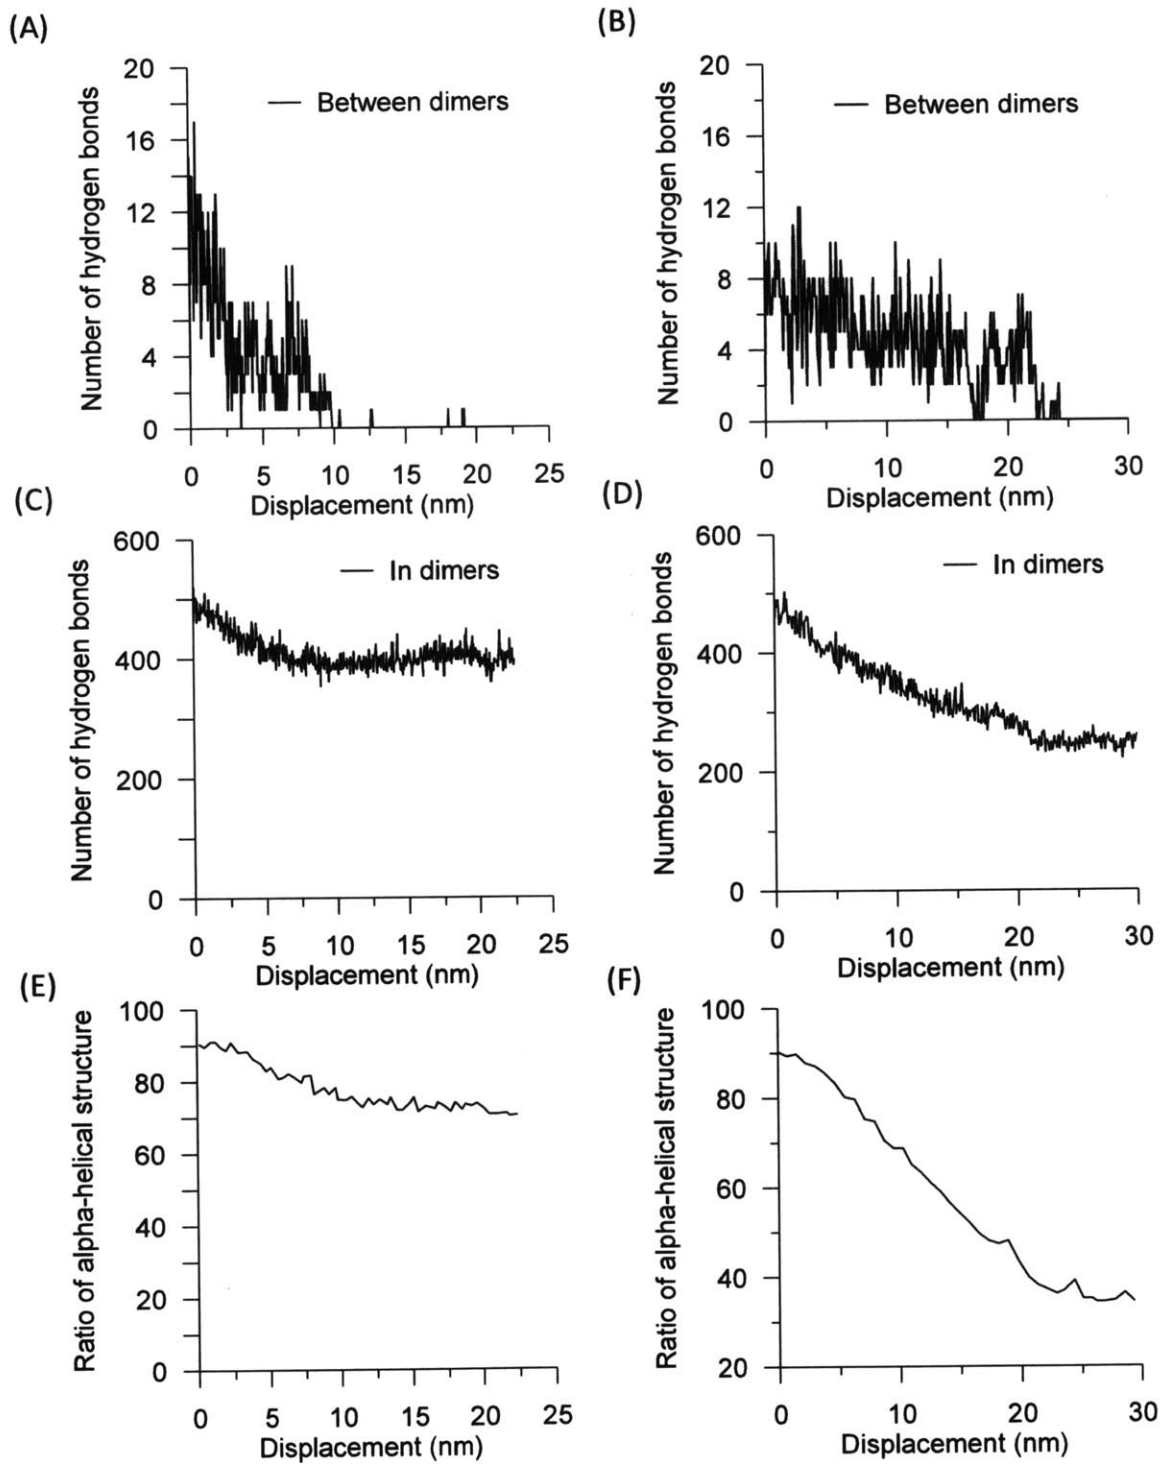 (A)
20
16
12
8
4
0
Number of hydrogen bonds
Between dimers
0 5 10 15 20 25
Displacement (nm)
(B)
20
16
12
8
4
0
Number of hydrogen bonds
Between dimers
0 10 20 30
Displacement (nm)
(C)
600
400
200
0
Number of hydrogen bonds
In dimers
0 5 10 15 20 25
Displacement (nm)
(D)
600
400
200
0
Number of hydrogen bonds
In dimers
0 10 20 30
Displacement (nm)
(E)
100
80
60
40
20
0
Ratio of alpha-helical structure
0 5 10 15 20 25
Displacement (nm)
(F)
100
80
60
40
20
Ratio of alpha-helical structure
0 10 20 30
Displacement (nm)